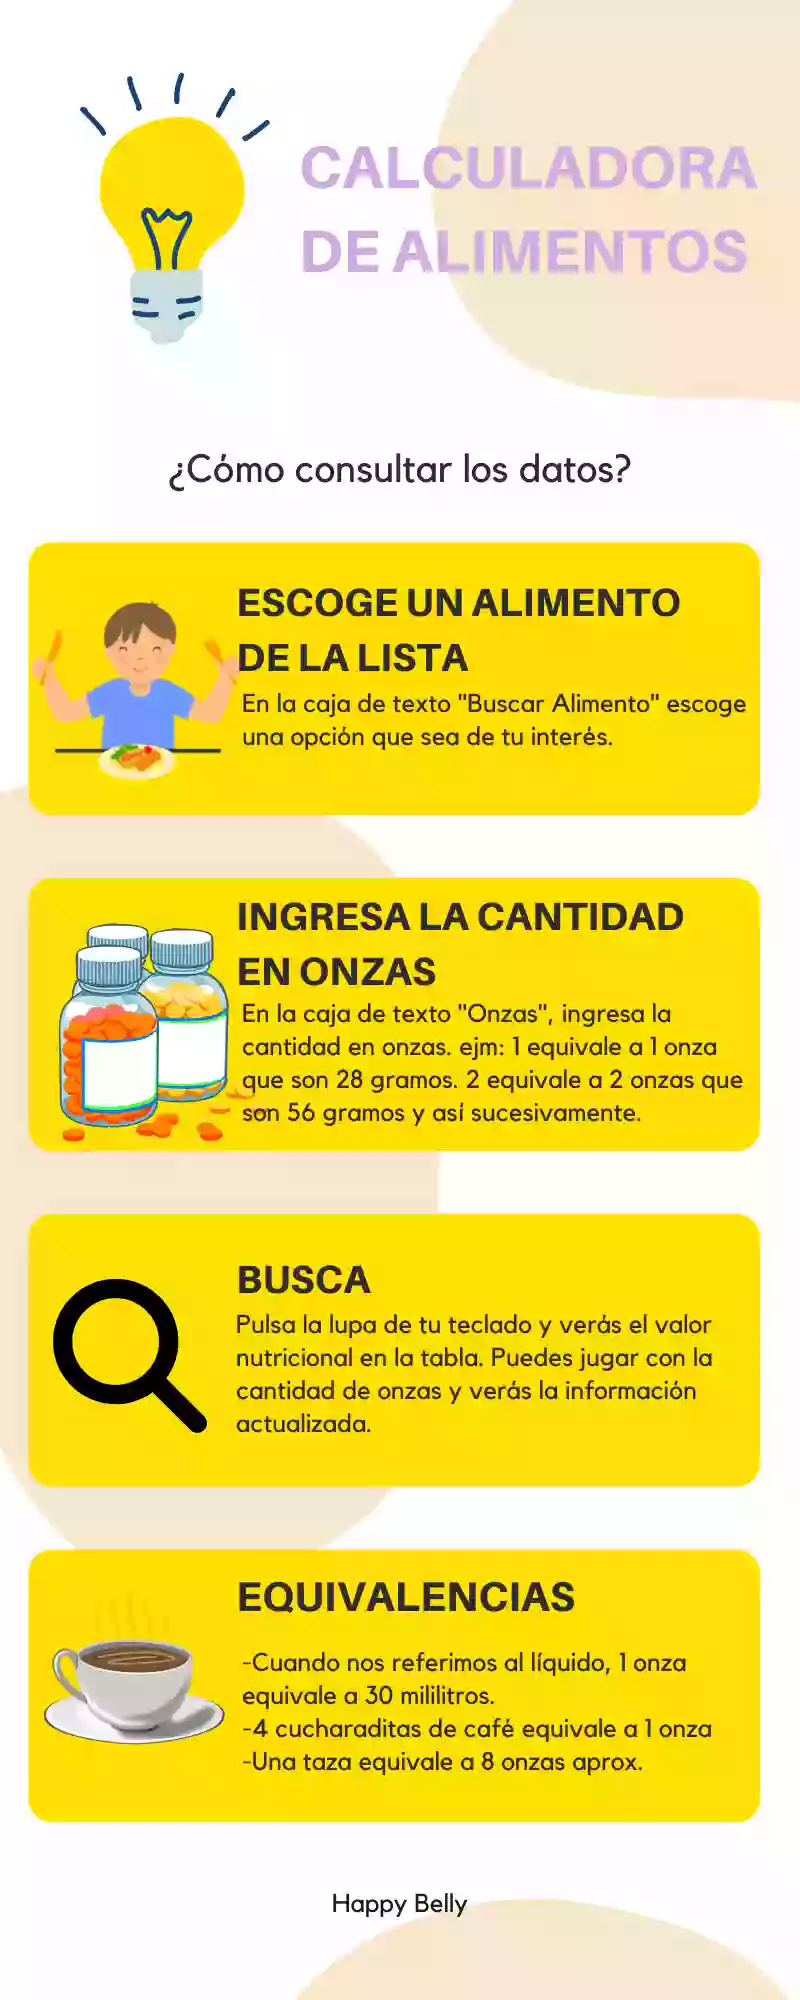 CALCULADORA
DE ALIMENTOS
¿Cómo consultar los datos?
ESCOGE UN ALIMENTO
DE LA LISTA
En la caja de texto "Buscar Alimento" escoge
una opción que sea de tu interés.
INGRESA LA CANTIDAD
EN ONZAS
En la caja de texto "Onzas", ingresa la
cantidad en onzas. ejm: 1 equivale a 1 onza
que son 28 gramos. 2 equivale a 2 onzas que
son 56 gramos y así sucesivamente.
BUSCA
Pulsa la lupa de tu teclado y verás el valor
nutricional en la tabla. Puedes jugar con la
cantidad de onzas y verás la información
actualizada.
EQUIVALENCIAS
-Cuando nos referimos al líquido, 1 onza
equivale a 30 mililitros.
-4 cucharaditas de café equivale a 1 onza
-Una taza equivale a 8 onzas aprox.
Happy Belly